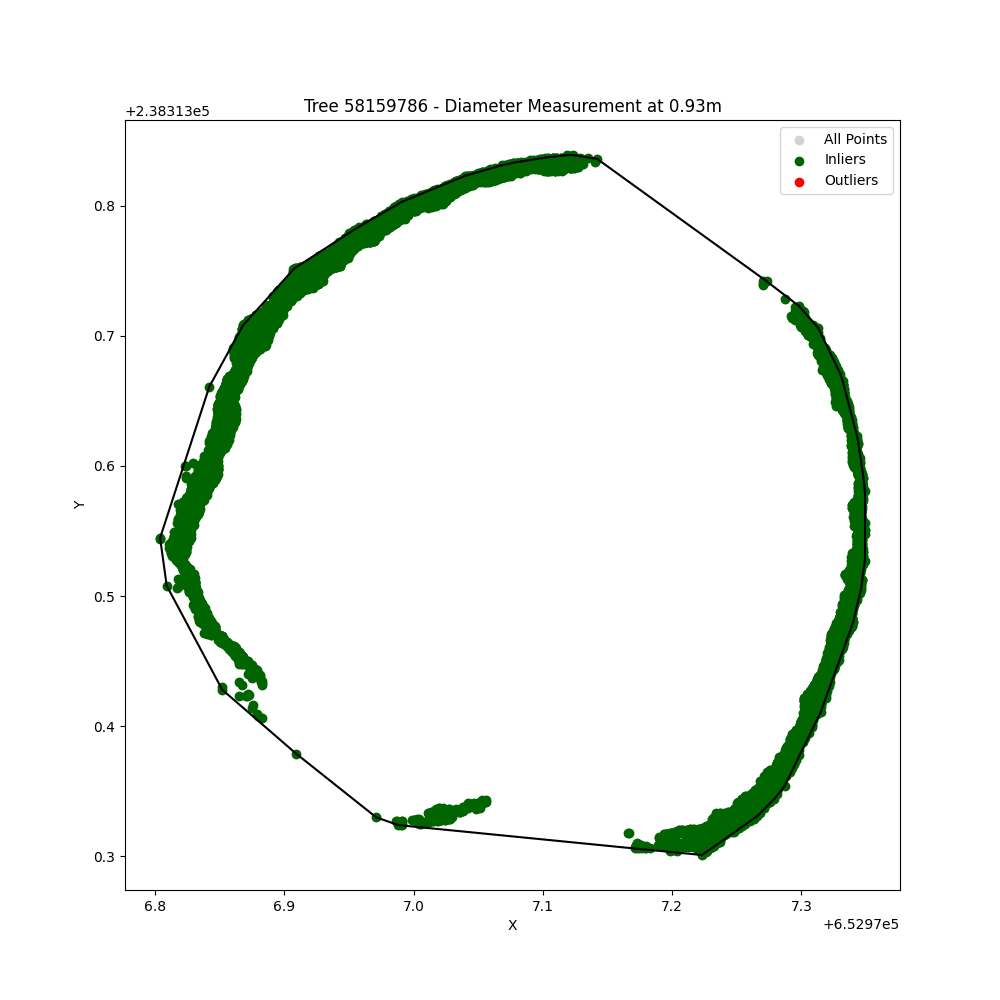 Tree 58159786 - Diameter Measurement at 0.93m
+2.38313e5
All Points
Inliers
Outliers
0.8
0.7
0.6
0.5
0.4
0.3
Y
6.8 6.9 7.0 7.1 7.2 7.3
X
+6.5297e5